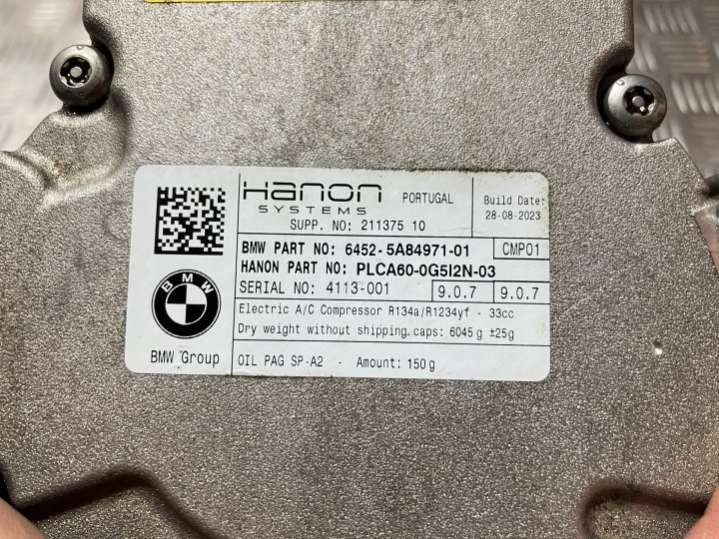 Hanon
SYSTEMS
PORTUGAL
Build Date:
28-08-2023
SUPP. NO: 211375 10
BMW PART NO: 6452-5A84971-01
CMP01
HANON PART NO: PLCA60-0G5I2N-03
SERIAL NO: 4113-001
9.0.7
9.0.7
BMW
BMW Group
Electric A/C Compressor R134a/R1234yf - 33cc
Dry weight without shipping caps: 6045g ±25g
OIL PAG SP-A2 - Amount: 150g